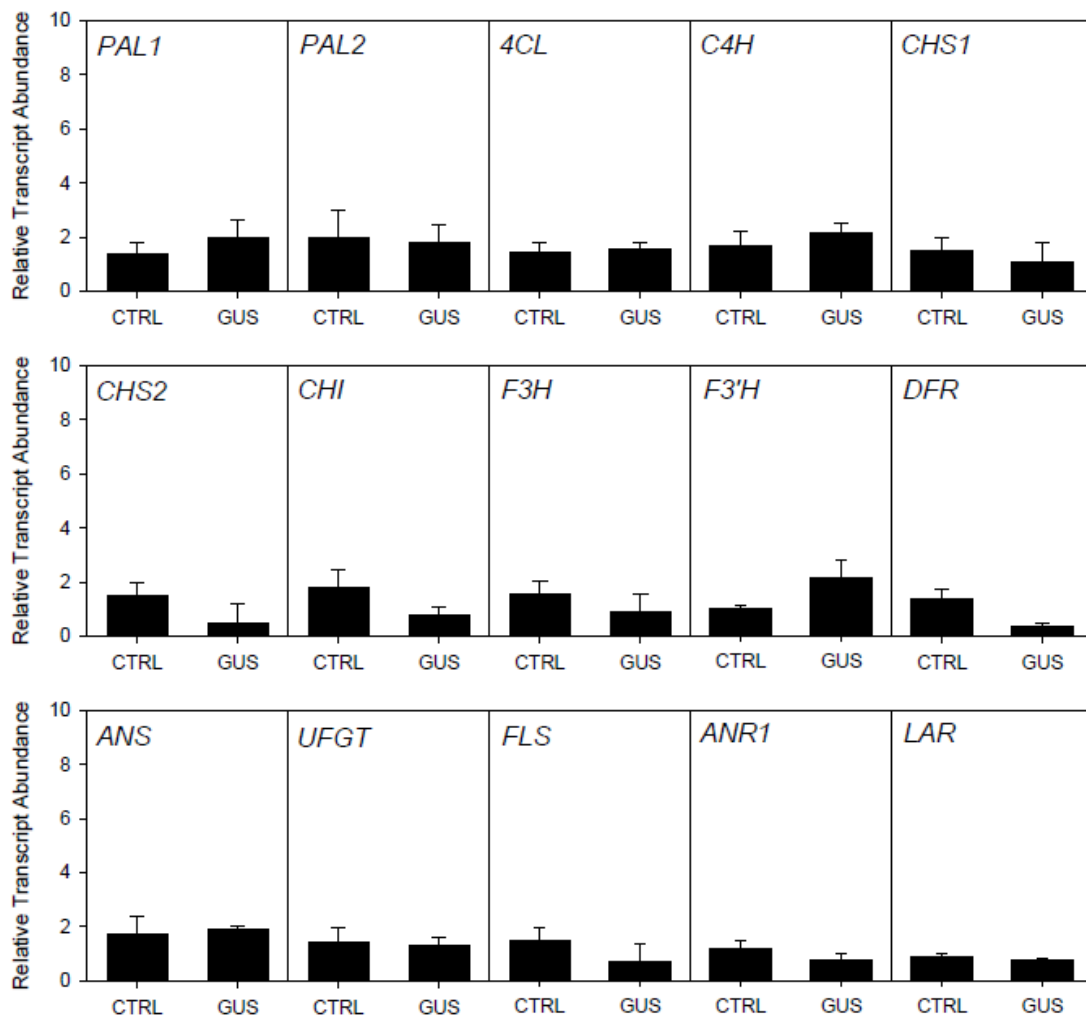 Relative Transcript Abundance
10
8
6
4
2
0
PAL1
PAL2
4CL
C4H
CHS1
CTRL GUS CTRL GUS CTRL GUS CTRL GUS CTRL GUS
Relative Transcript Abundance
10
8
6
4
2
0
CHS2
CHI
F3H
F3'H
DFR
CTRL GUS CTRL GUS CTRL GUS CTRL GUS CTRL GUS
Relative Transcript Abundance
10
8
6
4
2
0
ANS
UFGT
FLS
ANR1
LAR
CTRL GUS CTRL GUS CTRL GUS CTRL GUS CTRL GUS